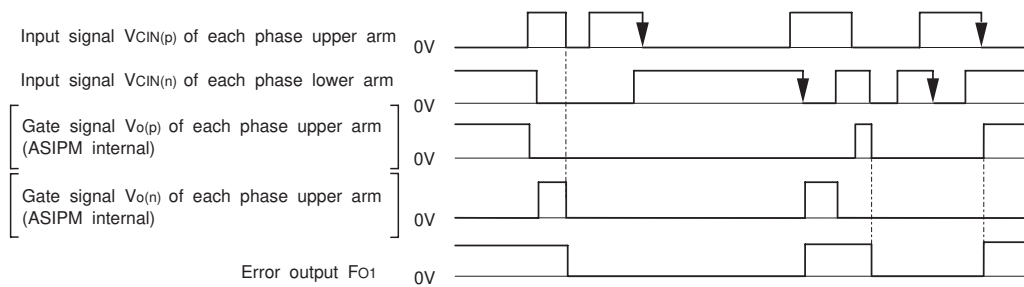 Input signal VCIN(p) of each phase upper arm 0V
Input signal VCIN(n) of each phase lower arm 0V
Gate signal Vo(p) of each phase upper arm
(ASIPM internal) 0V
Gate signal Vo(n) of each phase upper arm
(ASIPM internal) 0V
Error output FO1 0V